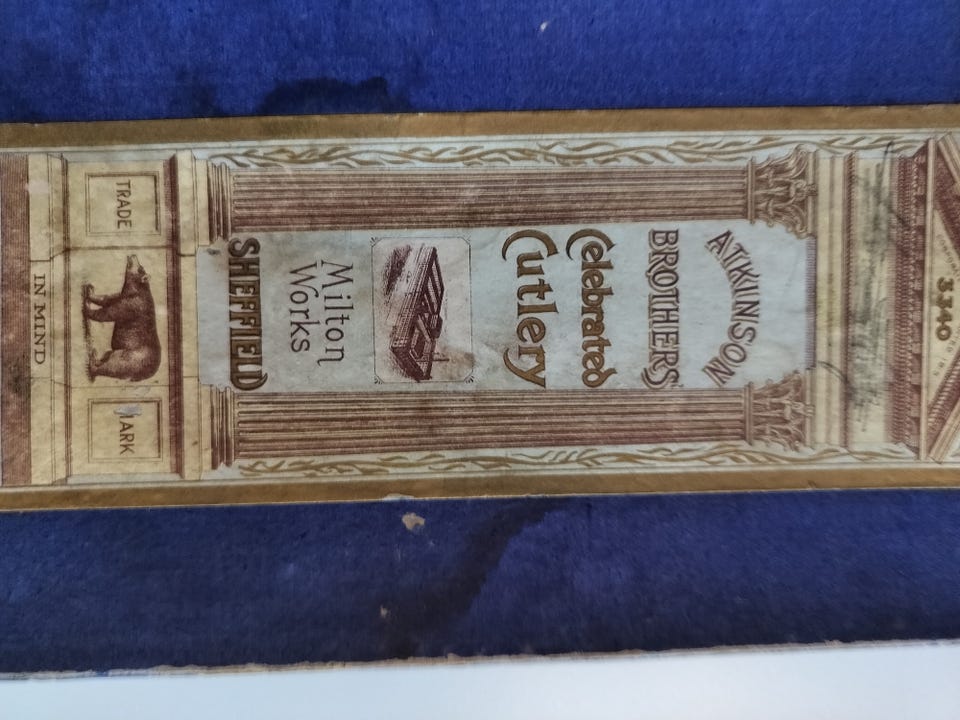 3340
ATKINSON
BROTHERS
Celebrated
Cutlery
Milton
Works
SHEFFIELD
TRADE
MARK
IN MIND